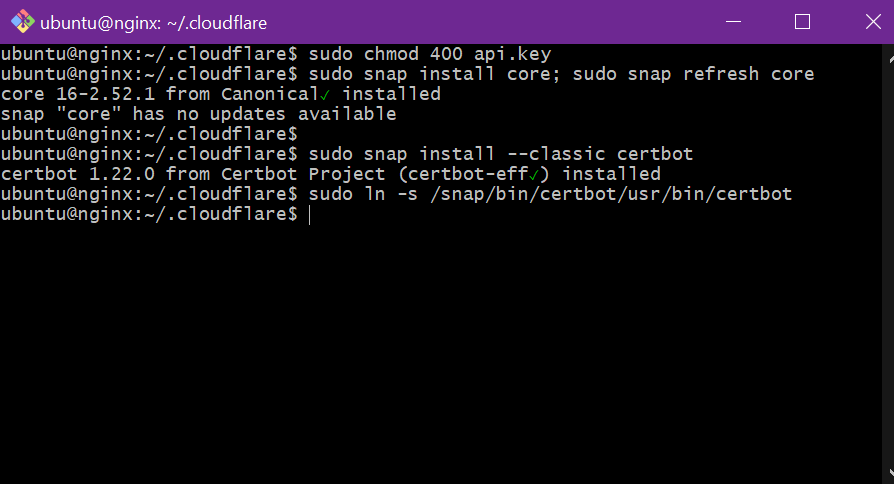 ubuntu@nginx: ~/.cloudflare
ubuntu@nginx:~/.cloudflare$ sudo chmod 400 api.key
ubuntu@nginx:~/.cloudflare$ sudo snap install core; sudo snap refresh core
core 16-2.52.1 from Canonical✓ installed
snap "core" has no updates available
ubuntu@nginx:~/.cloudflare$
ubuntu@nginx:~/.cloudflare$ sudo snap install --classic certbot
certbot 1.22.0 from Certbot Project (certbot-eff✓) installed
ubuntu@nginx:~/.cloudflare$ sudo ln -s /snap/bin/certbot/usr/bin/certbot
ubuntu@nginx:~/.cloudflare$